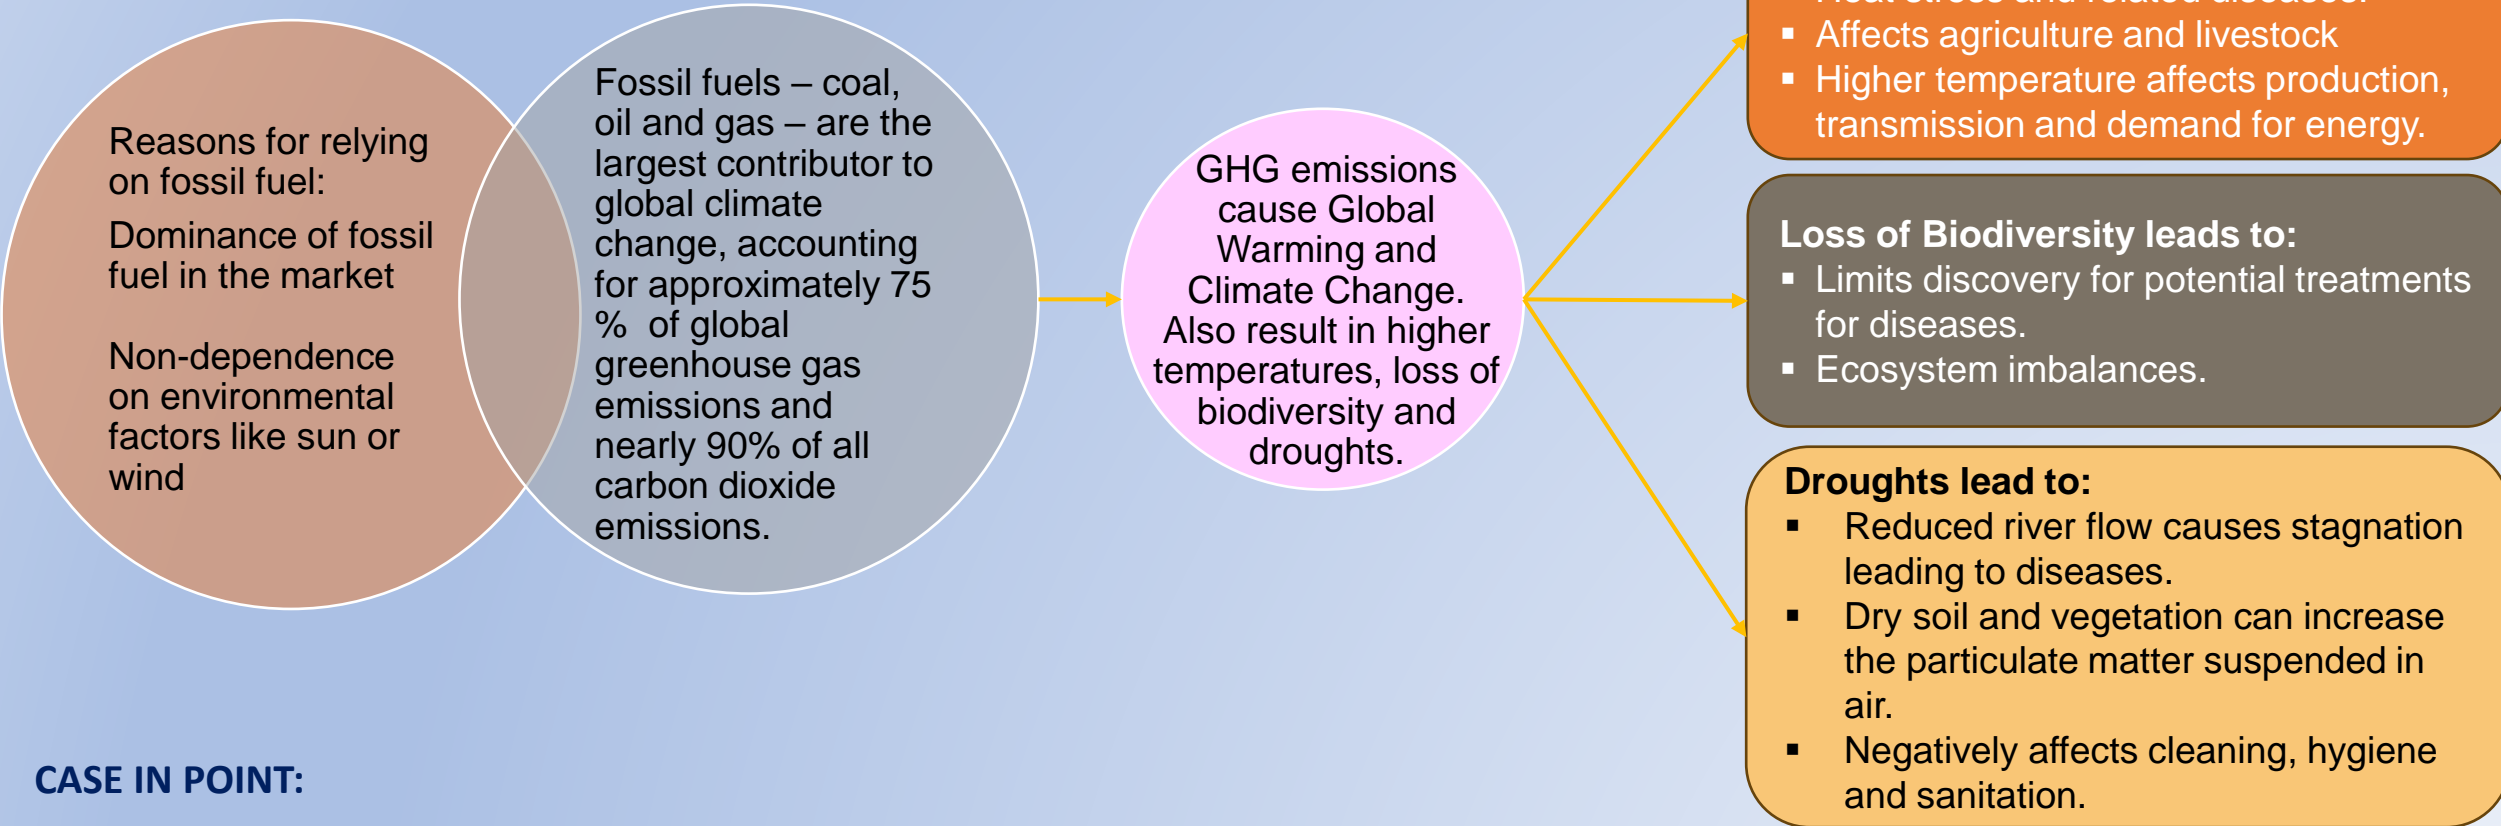 Reasons for relying
on fossil fuel:
Dominance of fossil
fuel in the market
Non-dependence
on environmental
factors like sun or
wind
Fossil fuels – coal,
oil and gas – are the
largest contributor to
global climate
change, accounting
for approximately 75
% of global
greenhouse gas
emissions and
nearly 90% of all
carbon dioxide
emissions.
GHG emissions
cause Global
Warming and
Climate Change.
Also result in higher
temperatures, loss of
biodiversity and
droughts.
Heat stress and related diseases.
▪ Affects agriculture and livestock
▪ Higher temperature affects production,
transmission and demand for energy.
Loss of Biodiversity leads to:
▪ Limits discovery for potential treatments
for diseases.
▪ Ecosystem imbalances.
Droughts lead to:
▪ Reduced river flow causes stagnation
leading to diseases.
▪ Dry soil and vegetation can increase
the particulate matter suspended in
air.
▪ Negatively affects cleaning, hygiene
and sanitation.
CASE IN POINT: